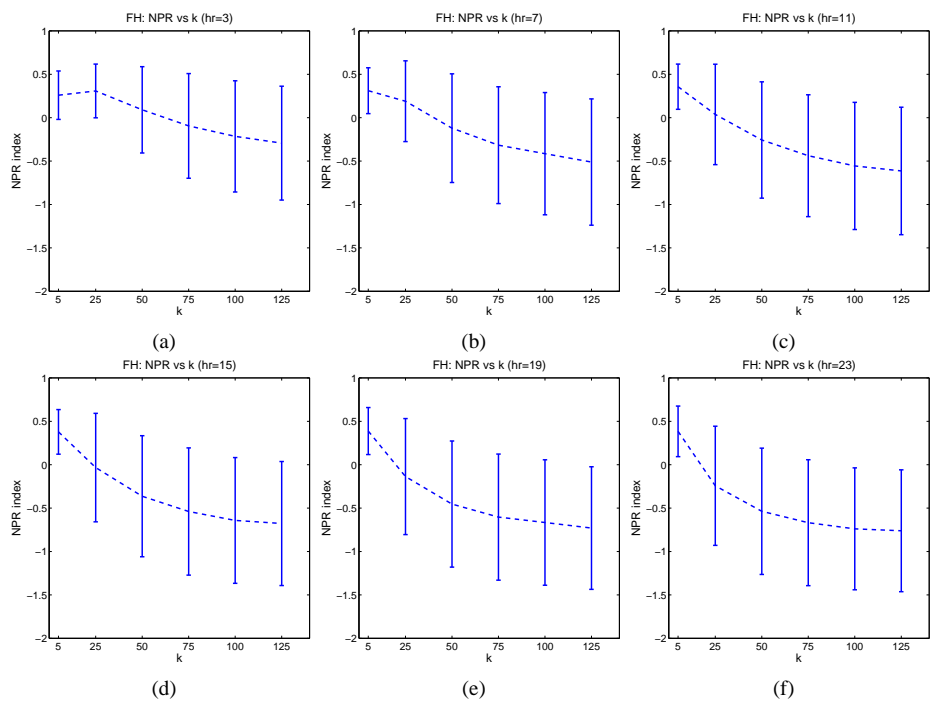 FH: NPR vs k (hr=3)
1
0.5
0
−0.5
−1
−1.5
−2
NPR index
5 25 50 75 100 125
k
(a)
FH: NPR vs k (hr=7)
1
0.5
0
−0.5
−1
−1.5
−2
NPR index
5 25 50 75 100 125
k
(b)
FH: NPR vs k (hr=11)
1
0.5
0
−0.5
−1
−1.5
−2
NPR index
5 25 50 75 100 125
k
(c)
FH: NPR vs k (hr=15)
1
0.5
0
−0.5
−1
−1.5
−2
NPR index
5 25 50 75 100 125
k
(d)
FH: NPR vs k (hr=19)
1
0.5
0
−0.5
−1
−1.5
−2
NPR index
5 25 50 75 100 125
k
(e)
FH: NPR vs k (hr=23)
1
0.5
0
−0.5
−1
−1.5
−2
NPR index
5 25 50 75 100 125
k
(f)